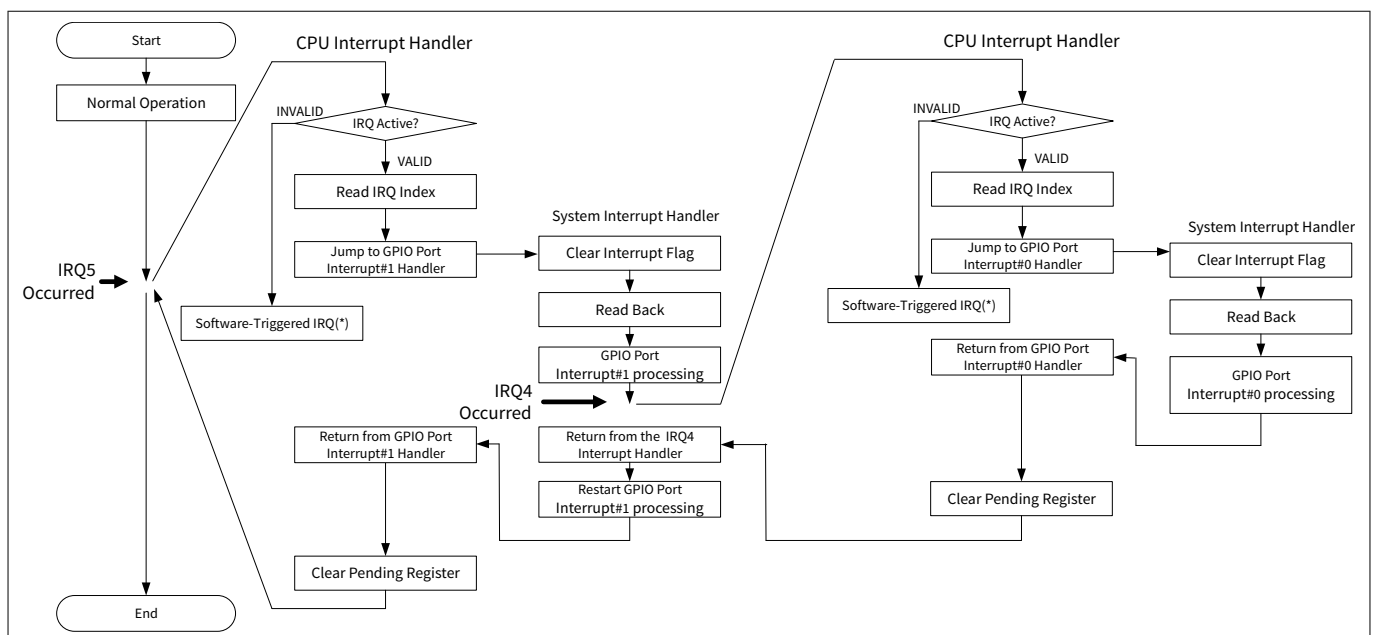 Start
Normal Operation
IRQ5
Occurred
End
CPU Interrupt Handler
INVALID
IRQ Active?
VALID
Read IRQ Index
Jump to GPIO Port
Interrupt#1 Handler
Software-Triggered IRQ(*)
System Interrupt Handler
Clear Interrupt Flag
Read Back
GPIO Port
Interrupt#1 processing
IRQ4
Occurred
Return from the IRQ4
Interrupt Handler
Restart GPIO Port
Interrupt#1 processing
Return from GPIO Port
Interrupt#1 Handler
Clear Pending Register
CPU Interrupt Handler
INVALID
IRQ Active?
VALID
Read IRQ Index
Jump to GPIO Port
Interrupt#0 Handler
Software-Triggered IRQ(*)
System Interrupt Handler
Clear Interrupt Flag
Read Back
GPIO Port
Interrupt#0 processing
Return from GPIO Port
Interrupt#0 Handler
Clear Pending Register